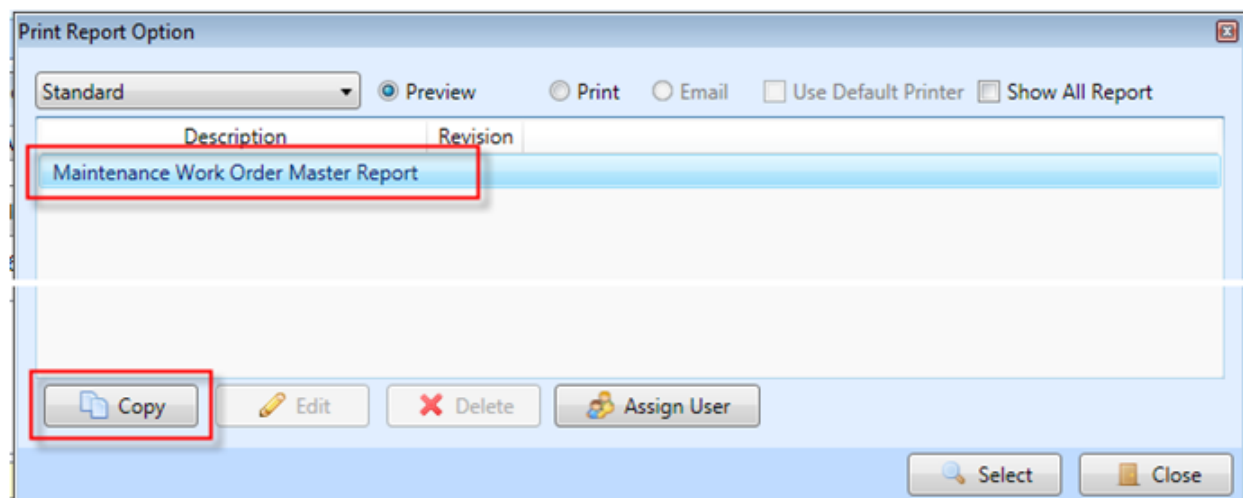 Print Report Option
Standard Preview Print Email Use Default Printer Show All Report
Description Revision
Maintenance Work Order Master Report
Copy Edit Delete Assign User
Select Close